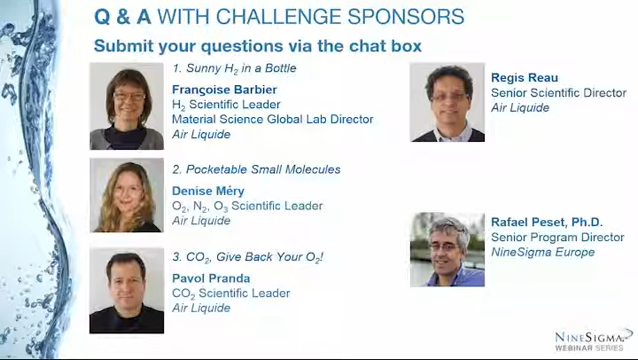 Q & A WITH CHALLENGE SPONSORS
Submit your questions via the chat box
1. Sunny H₂ in a Bottle
Françoise Barbier
H₂ Scientific Leader
Material Science Global Lab Director
Air Liquide
2. Pocketable Small Molecules
Denise Méry
O₂, N₂, O₃ Scientific Leader
Air Liquide
3. CO₂, Give Back Your O₂!
Pavol Pranda
CO₂ Scientific Leader
Air Liquide
Regis Reau
Senior Scientific Director
Air Liquide
Rafael Peset, Ph.D.
Senior Program Director
NineSigma Europe
NINESIGMA
WEBINAR SERIES